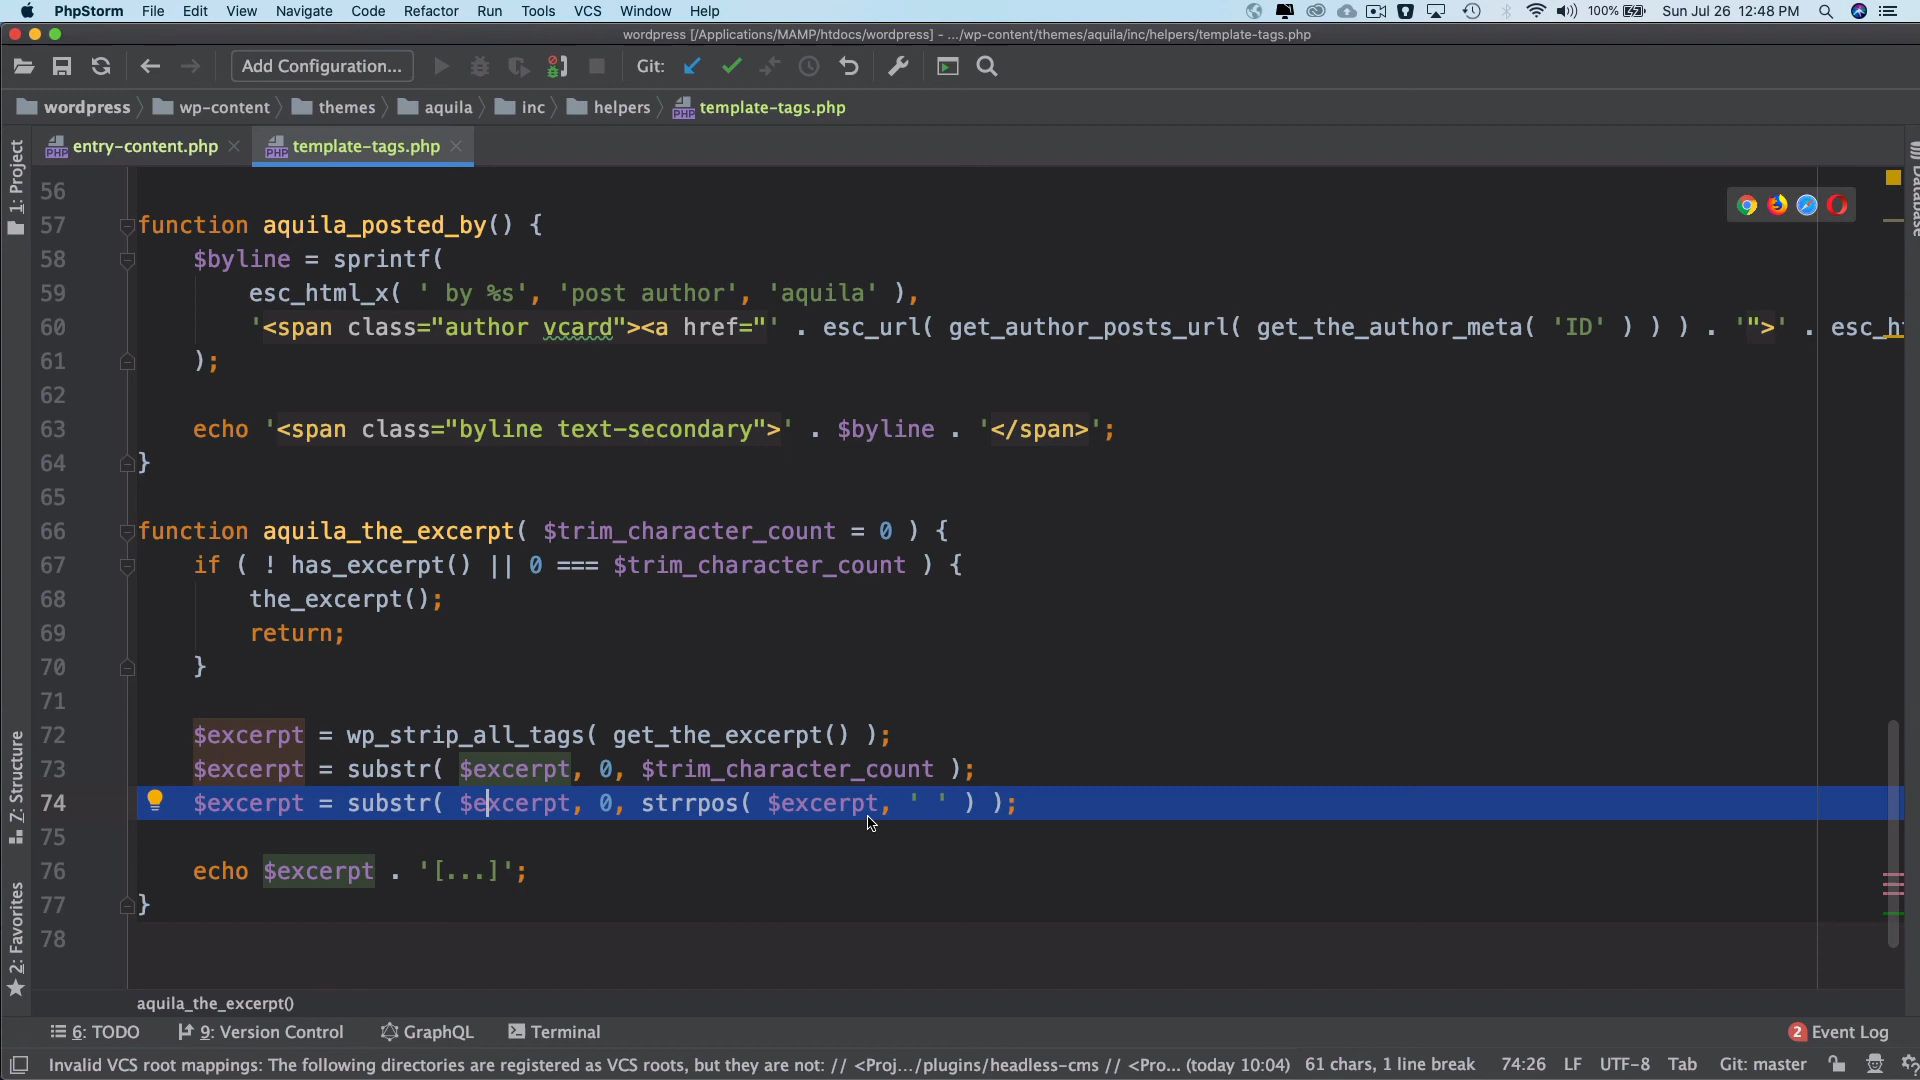 PhpStorm File Edit View Navigate Code Refactor Run Tools VCS Window Help 100% Sun Jul 26 12:48 PM
wordpress [/Applications/MAMP/htdocs/wordpress] - .../wp-content/themes/aquila/inc/helpers/template-tags.php
Add Configuration... Git:
wordpress wp-content themes aquila inc helpers template-tags.php
entry-content.php template-tags.php
1: Project
Database
7: Structure
2: Favorites
56
57 function aquila_posted_by() {
58 $byline = sprintf(
59 esc_html_x( ' by %s', 'post author', 'aquila' ),
60 '<span class="author vcard"><a href="' . esc_url( get_author_posts_url( get_the_author_meta( 'ID' ) ) ) . '">' . esc_h
61 );
62
63 echo '<span class="byline text-secondary">' . $byline . '</span>';
64 }
65
66 function aquila_the_excerpt( $trim_character_count = 0 ) {
67 if ( ! has_excerpt() || 0 === $trim_character_count ) {
68 the_excerpt();
69 return;
70 }
71
72 $excerpt = wp_strip_all_tags( get_the_excerpt() );
73 $excerpt = substr( $excerpt, 0, $trim_character_count );
74 $excerpt = substr( $excerpt, 0, strrpos( $excerpt, ' ' ) );
75
76 echo $excerpt . '[...]';
77 }
78
aquila_the_excerpt()
6: TODO 9: Version Control GraphQL Terminal 2 Event Log
Invalid VCS root mappings: The following directories are registered as VCS roots, but they are not: // <Proj.../plugins/headless-cms // <Pro... (today 10:04) 61 chars, 1 line break 74:26 LF UTF-8 Tab Git: master